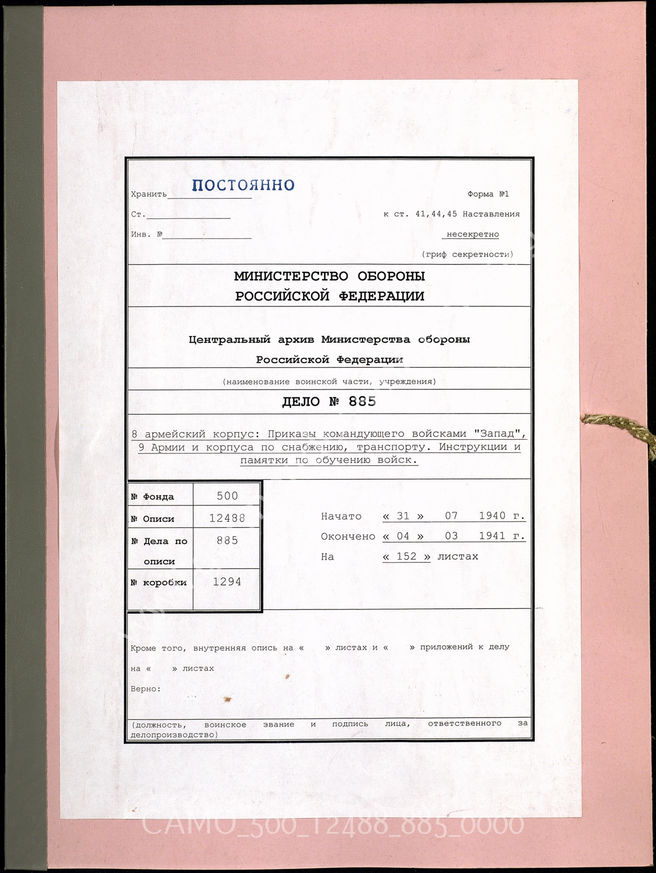 Хранить ПОСТОЯННО
Форма №1
Ст.
к ст. 41,44,45 Наставления
Инв. №
несекретно
(гриф секретности)
МИНИСТЕРСТВО ОБОРОНЫ
РОССИЙСКОЙ ФЕДЕРАЦИИ
Центральный архив Министерства обороны
Российской Федерации
(наименование воинской части, учреждения)
ДЕЛО № 885
8 армейский корпус: Приказы командующего войсками "Запад",
9 Армии и корпуса по снабжению, транспорту. Инструкции и
памятки по обучению войск.
№ Фонда 500
№ Описи 12488
№ Дела по 885
описи
№ коробки 1294
Начато « 31 » 07 1940 г.
Окончено « 04 » 03 1941 г.
На « 152 » листах
Кроме того, внутренняя опись на « » листах и « » приложений к делу
на « » листах
Верно:
(должность, воинское звание и подпись лица, ответственного за
делопроизводство)
CAMO_500_12488_885_0000